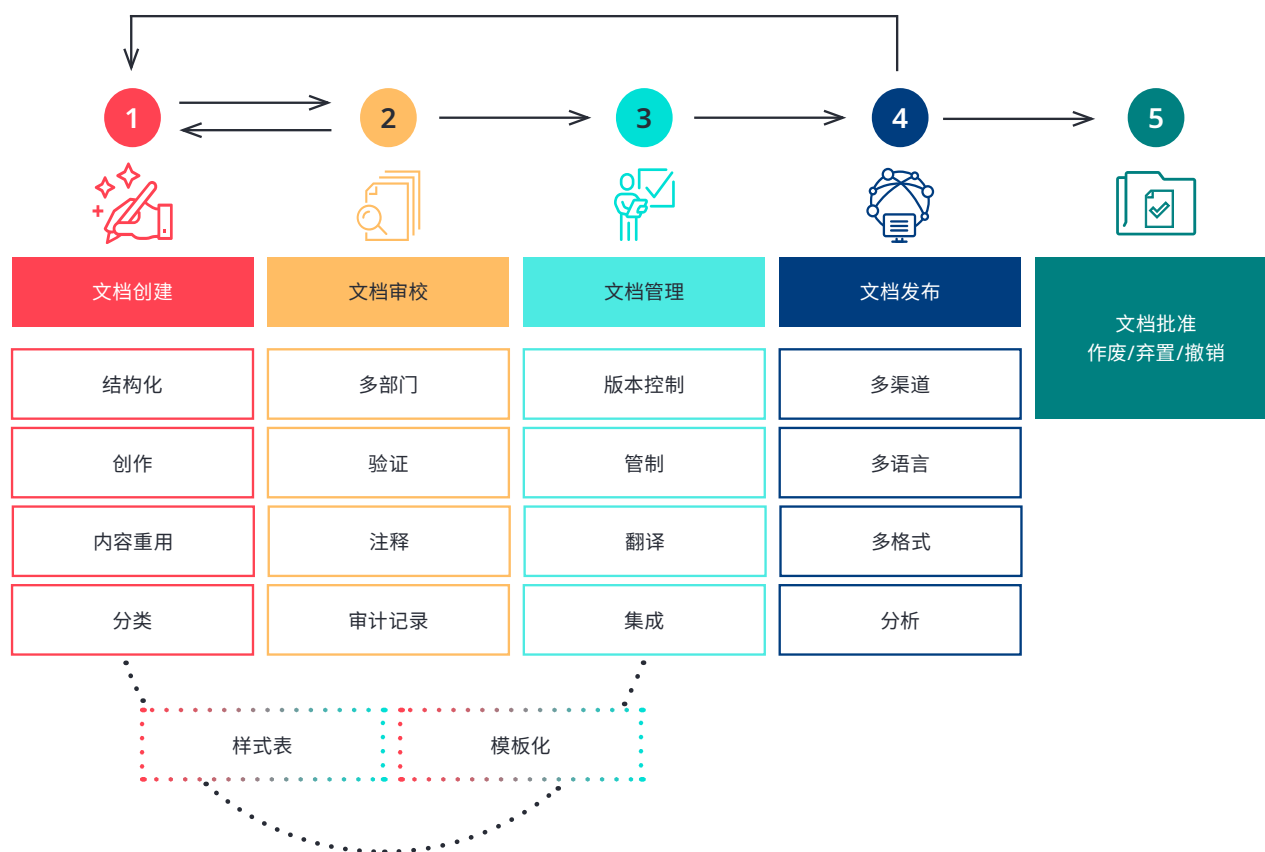 1
2
3
4
5
文档创建
文档审校
文档管理
文档发布
文档批准
作废/弃置/撤销
结构化
多部门
版本控制
多渠道
创作
验证
管制
多语言
内容重用
注释
翻译
多格式
分类
审计记录
集成
分析
样式表
模板化